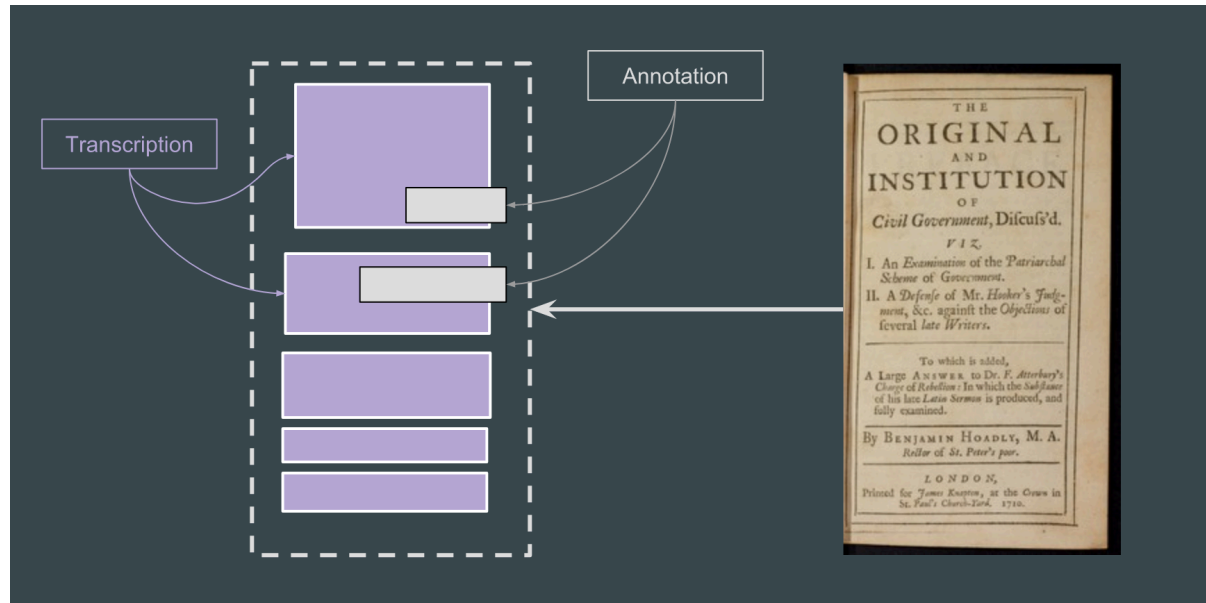 Annotation
Transcription
THE
ORIGINAL
AND
INSTITUTION
OF
Civil Government, Diſcuſs'd.
VIZ.
I. An Examination of the Patriarchal
Scheme of Government.
II. A Defenſe of Mr. Hooker's Judg-
ment, &c. againſt the Objections of
ſeveral late Writers.
To which is added,
A Large ANSWER to Dr. F. Atterbury's
Charge of Rebellion: In which the Subſtance
of his late Latin Sermon is produced, and
fully examined.
By BENJAMIN HOADLY, M. A.
Rector of St. Peter's poor.
LONDON,
Printed for James Knapton, at the Crown in
St. Paul's Church-Yard. 1710.